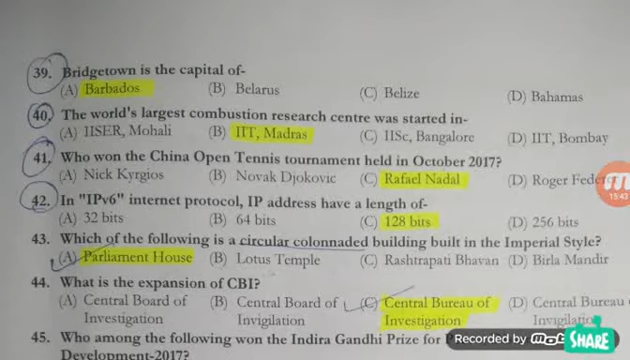 39. Bridgetown is the capital of-
(A) Barbados (B) Belarus (C) Belize (D) Bahamas
40. The world's largest combustion research centre was started in-
(A) IISER, Mohali (B) IIT, Madras (C) IISc, Bangalore (D) IIT, Bombay
41. Who won the China Open Tennis tournament held in October 2017?
(A) Nick Kyrgios (B) Novak Djokovic (C) Rafael Nadal (D) Roger
15:43
42. In "IPv6" internet protocol, IP address have a length of-
(A) 32 bits (B) 64 bits (C) 128 bits (D) 256 bits
43. Which of the following is a circular colonnaded building built in the Imperial Style?
(A) Parliament House (B) Lotus Temple (C) Rashtrapati Bhavan (D) Birla Mandir
44. What is the expansion of CBI?
(A) Central Board of (B) Central Board of (C) Central Bureau of (D) Central Bureau
Investigation Invigilation Investigation
45. Who among the following won the Indira Gandhi Prize for
Development-2017?
Recorded by
SHARE